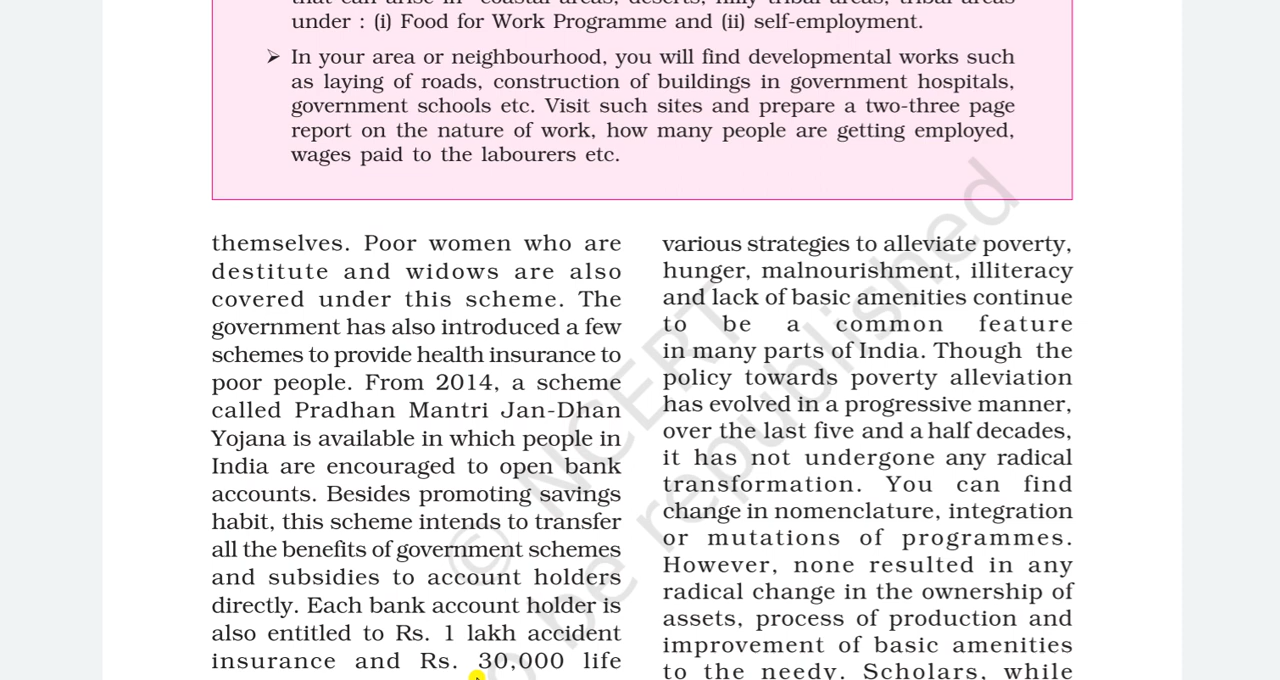 that can arise in coastal areas, deserts, hilly tribal areas, tribal areas
under : (i) Food for Work Programme and (ii) self-employment.
➢ In your area or neighbourhood, you will find developmental works such
as laying of roads, construction of buildings in government hospitals,
government schools etc. Visit such sites and prepare a two-three page
report on the nature of work, how many people are getting employed,
wages paid to the labourers etc.
themselves. Poor women who are
destitute and widows are also
covered under this scheme. The
government has also introduced a few
schemes to provide health insurance to
poor people. From 2014, a scheme
called Pradhan Mantri Jan-Dhan
Yojana is available in which people in
India are encouraged to open bank
accounts. Besides promoting savings
habit, this scheme intends to transfer
all the benefits of government schemes
and subsidies to account holders
directly. Each bank account holder is
also entitled to Rs. 1 lakh accident
insurance and Rs. 30,000 life
various strategies to alleviate poverty,
hunger, malnourishment, illiteracy
and lack of basic amenities continue
to be a common feature
in many parts of India. Though the
policy towards poverty alleviation
has evolved in a progressive manner,
over the last five and a half decades,
it has not undergone any radical
transformation. You can find
change in nomenclature, integration
or mutations of programmes.
However, none resulted in any
radical change in the ownership of
assets, process of production and
improvement of basic amenities
to the needy. Scholars, while
© NCERT
o be republished